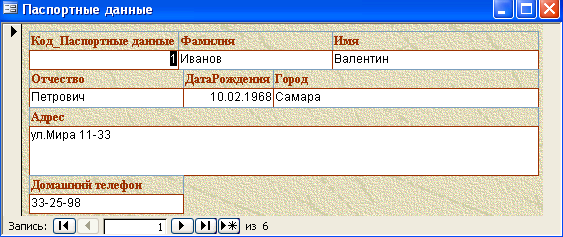 Паспортные данные
Код_Паспортные данные Фамилия Имя
1 Иванов Валентин
Отчество ДатаРождения Город
Петрович 10.02.1968 Самара
Адрес
ул.Мира 11-33
Домашний телефон
33-25-98
Запись: 1 из 6